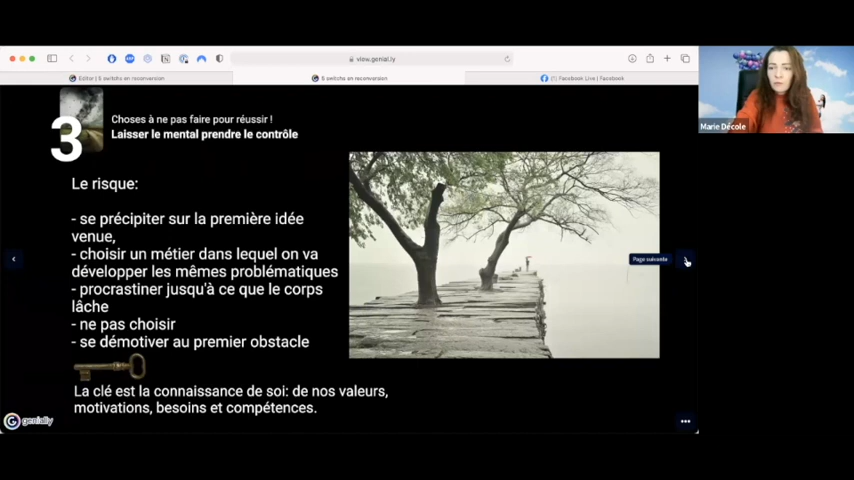 view.genial.ly
Editor | 5 switchs en reconversion
5 switchs en reconversion
(1) Facebook Live | Facebook
Marie Décole
3
Choses à ne pas faire pour réussir !
Laisser le mental prendre le contrôle
Le risque:
- se précipiter sur la première idée
venue,
- choisir un métier dans lequel on va
développer les mêmes problématiques
- procrastiner jusqu'à ce que le corps
lâche
- ne pas choisir
- se démotiver au premier obstacle
Page suivante
La clé est la connaissance de soi: de nos valeurs,
motivations, besoins et compétences.
genially